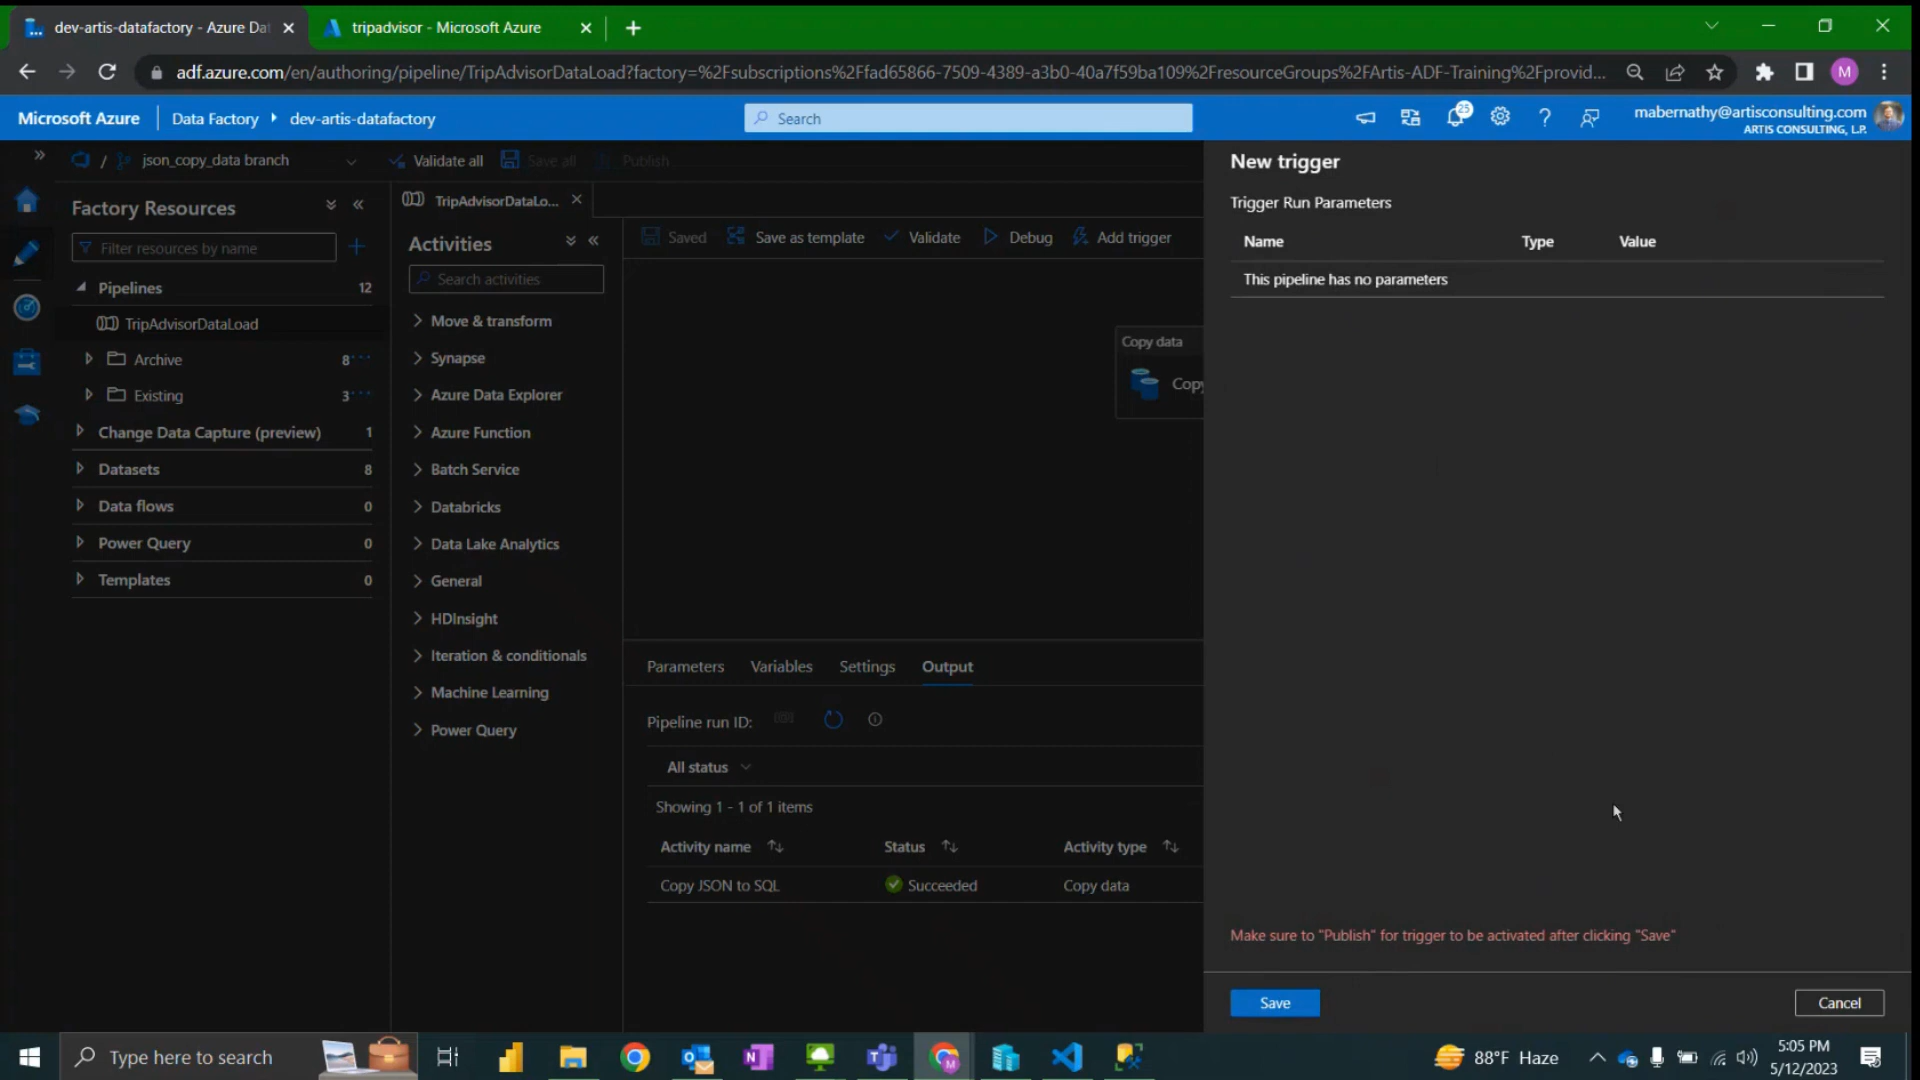 dev-artis-datafactory - Azure Da
tripadvisor - Microsoft Azure
adf.azure.com/en/authoring/pipeline/TripAdvisorDataLoad?factory=%2Fsubscriptions%2Ffad65866-7509-4389-a3b0-40a7f59ba109%2FresourceGroups%2FArtis-ADF-Training%2Fprovid...
M
Microsoft Azure
Data Factory
dev-artis-datafactory
Search
25
mabernathy@artisconsulting.com
ARTIS CONSULTING, L.P.
/ json_copy_data branch
Validate all
Save all
Publish
Factory Resources
Filter resources by name
Pipelines 12
TripAdvisorDataLoad
Archive 8
Existing 3
Change Data Capture (preview) 1
Datasets 8
Data flows 0
Power Query 0
Templates 0
TripAdvisorDataLo...
Activities
Search activities
Move & transform
Synapse
Azure Data Explorer
Azure Function
Batch Service
Databricks
Data Lake Analytics
General
HDInsight
Iteration & conditionals
Machine Learning
Power Query
Saved
Save as template
Validate
Debug
Add trigger
Copy data
Copy
Parameters Variables Settings Output
Pipeline run ID:
All status
Showing 1 - 1 of 1 items
Activity name Status Activity type
Copy JSON to SQL Succeeded Copy data
New trigger
Trigger Run Parameters
Name Type Value
This pipeline has no parameters
Make sure to "Publish" for trigger to be activated after clicking "Save"
Save
Cancel
Type here to search
88°F Haze
5:05 PM
5/12/2023